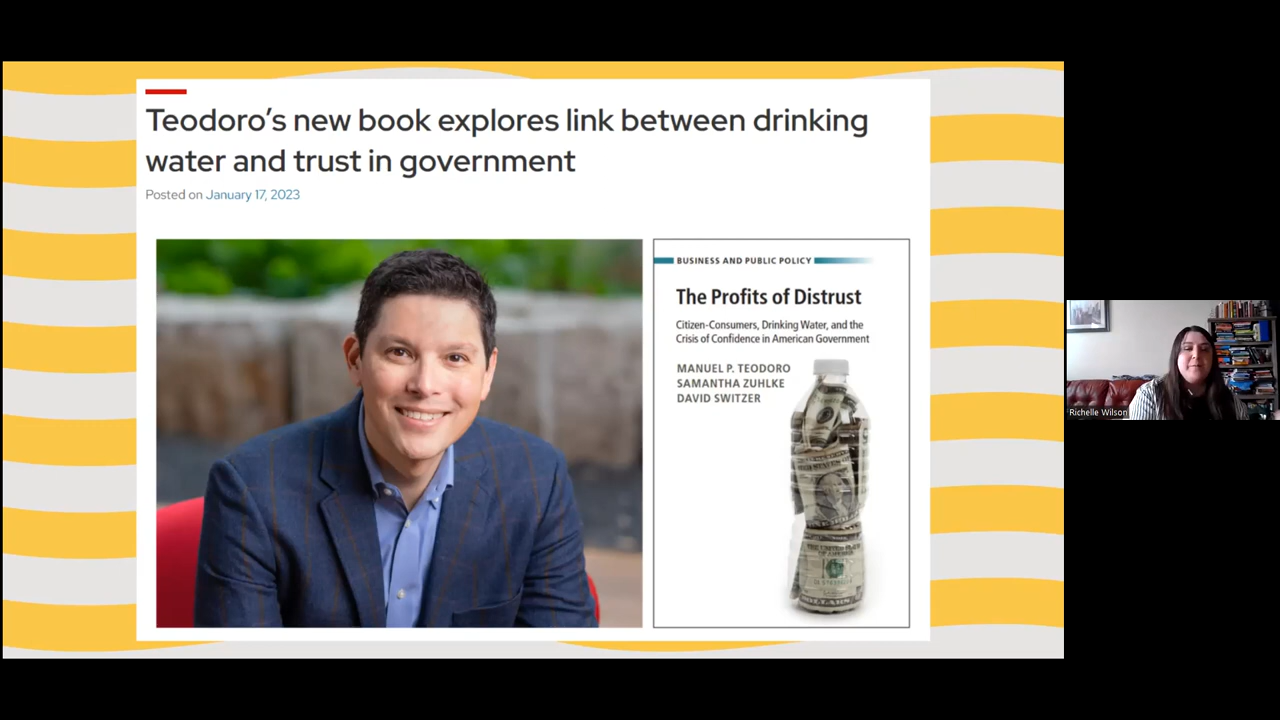 Teodoro’s new book explores link between drinking
water and trust in government
Posted on January 17, 2023
BUSINESS AND PUBLIC POLICY
The Profits of Distrust
Citizen-Consumers, Drinking Water, and the
Crisis of Confidence in American Government
MANUEL P. TEODORO
SAMANTHA ZUHLKE
DAVID SWITZER
Richelle Wilson